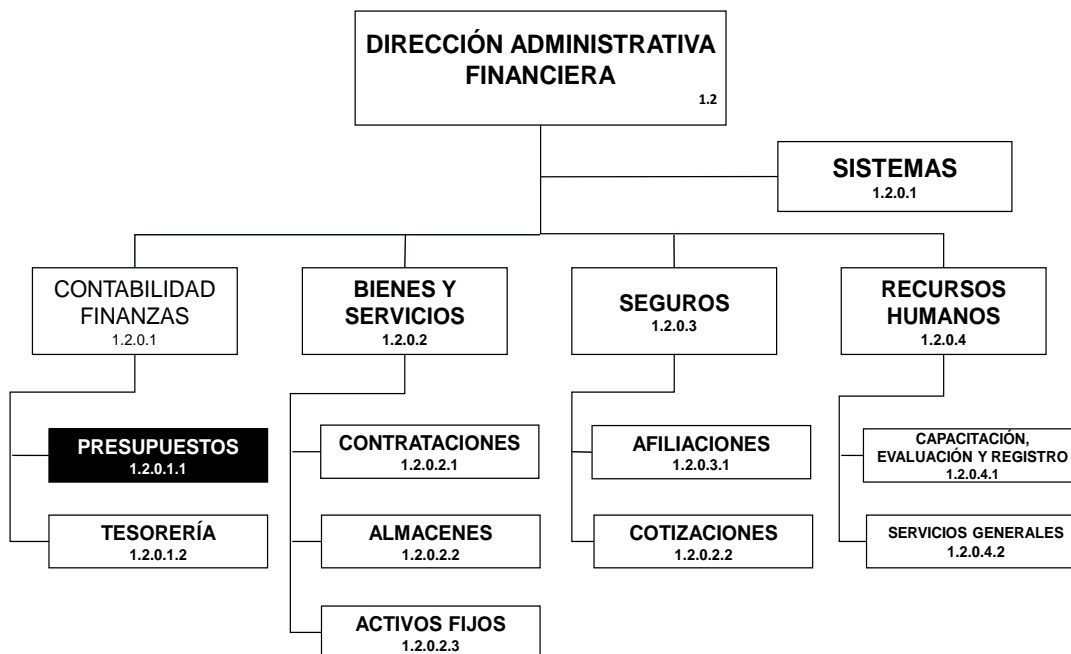 DIRECCIÓN ADMINISTRATIVA
FINANCIERA
1.2
SISTEMAS
1.2.0.1
CONTABILIDAD
FINANZAS
1.2.0.1
BIENES Y
SERVICIOS
1.2.0.2
SEGUROS
1.2.0.3
RECURSOS
HUMANOS
1.2.0.4
PRESUPUESTOS
1.2.0.1.1
CONTRATACIONES
1.2.0.2.1
AFILIACIONES
1.2.0.3.1
CAPACITACIÓN,
EVALUACIÓN Y REGISTRO
1.2.0.4.1
TESORERÍA
1.2.0.1.2
ALMACENES
1.2.0.2.2
COTIZACIONES
1.2.0.2.2
SERVICIOS GENERALES
1.2.0.4.2
ACTIVOS FIJOS
1.2.0.2.3